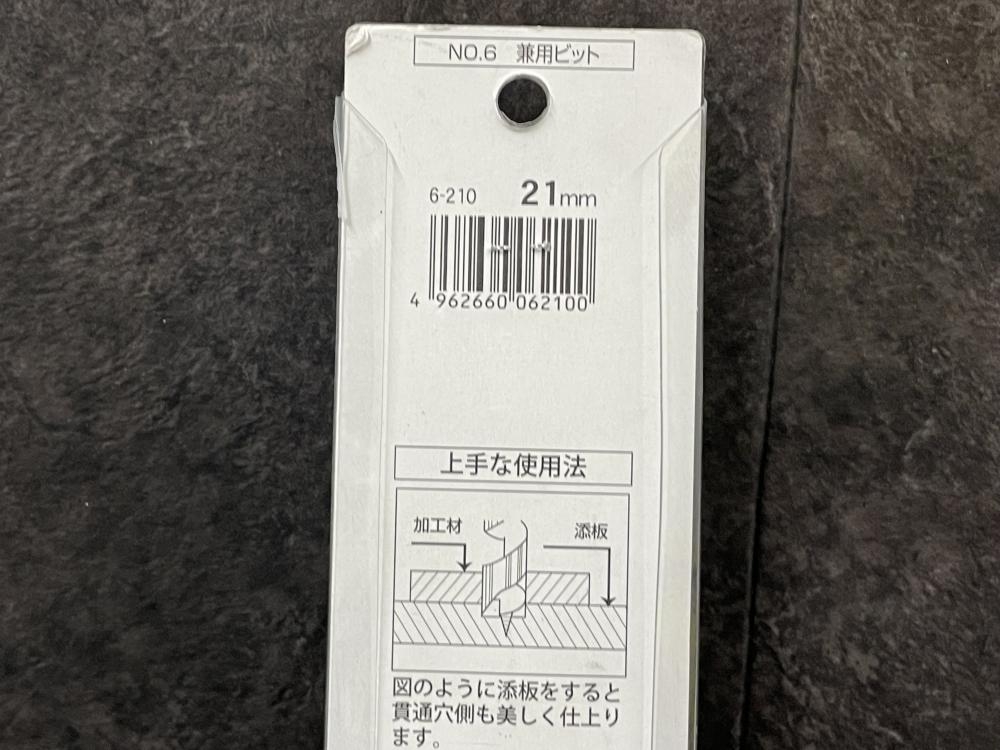 NO.6 兼用ビット
6-210 21mm
4 962660 062100
上手な使用法
加工材 添板
図のように添板をすると
貫通穴側も美しく仕上り
ます。